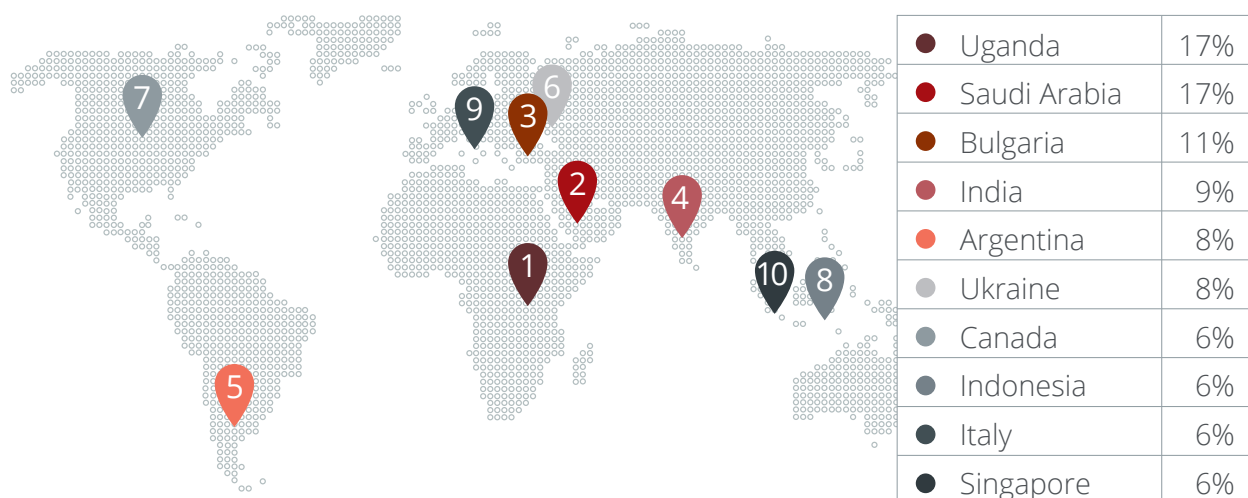 7
9
3
6
2
4
1
10
8
5
Uganda 17%
Saudi Arabia 17%
Bulgaria 11%
India 9%
Argentina 8%
Ukraine 8%
Canada 6%
Indonesia 6%
Italy 6%
Singapore 6%